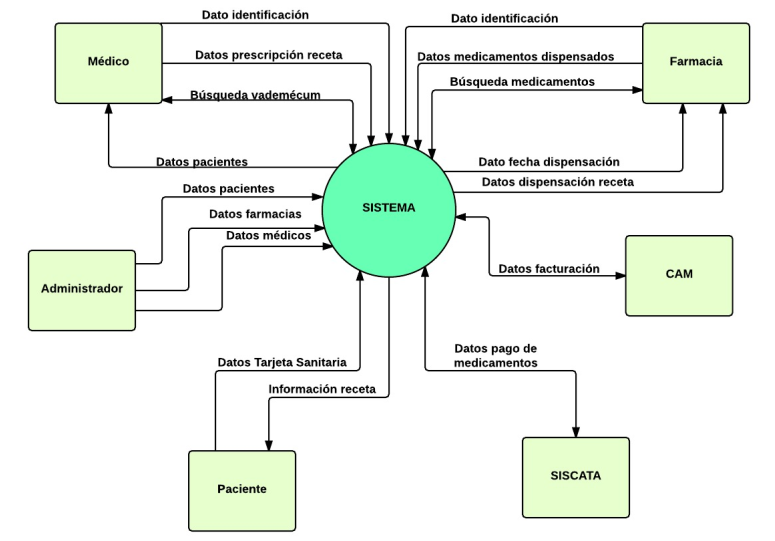 Dato identificación
Dato identificación
Médico
Datos prescripción receta
Datos medicamentos dispensados
Farmacia
Búsqueda medicamentos
Búsqueda vademécum
Datos pacientes
Dato fecha dispensación
Datos pacientes
Datos dispensación receta
Datos farmacias
SISTEMA
Datos médicos
Administrador
Datos facturación
CAM
Datos Tarjeta Sanitaria
Datos pago de
medicamentos
Información receta
Paciente
SISCATA